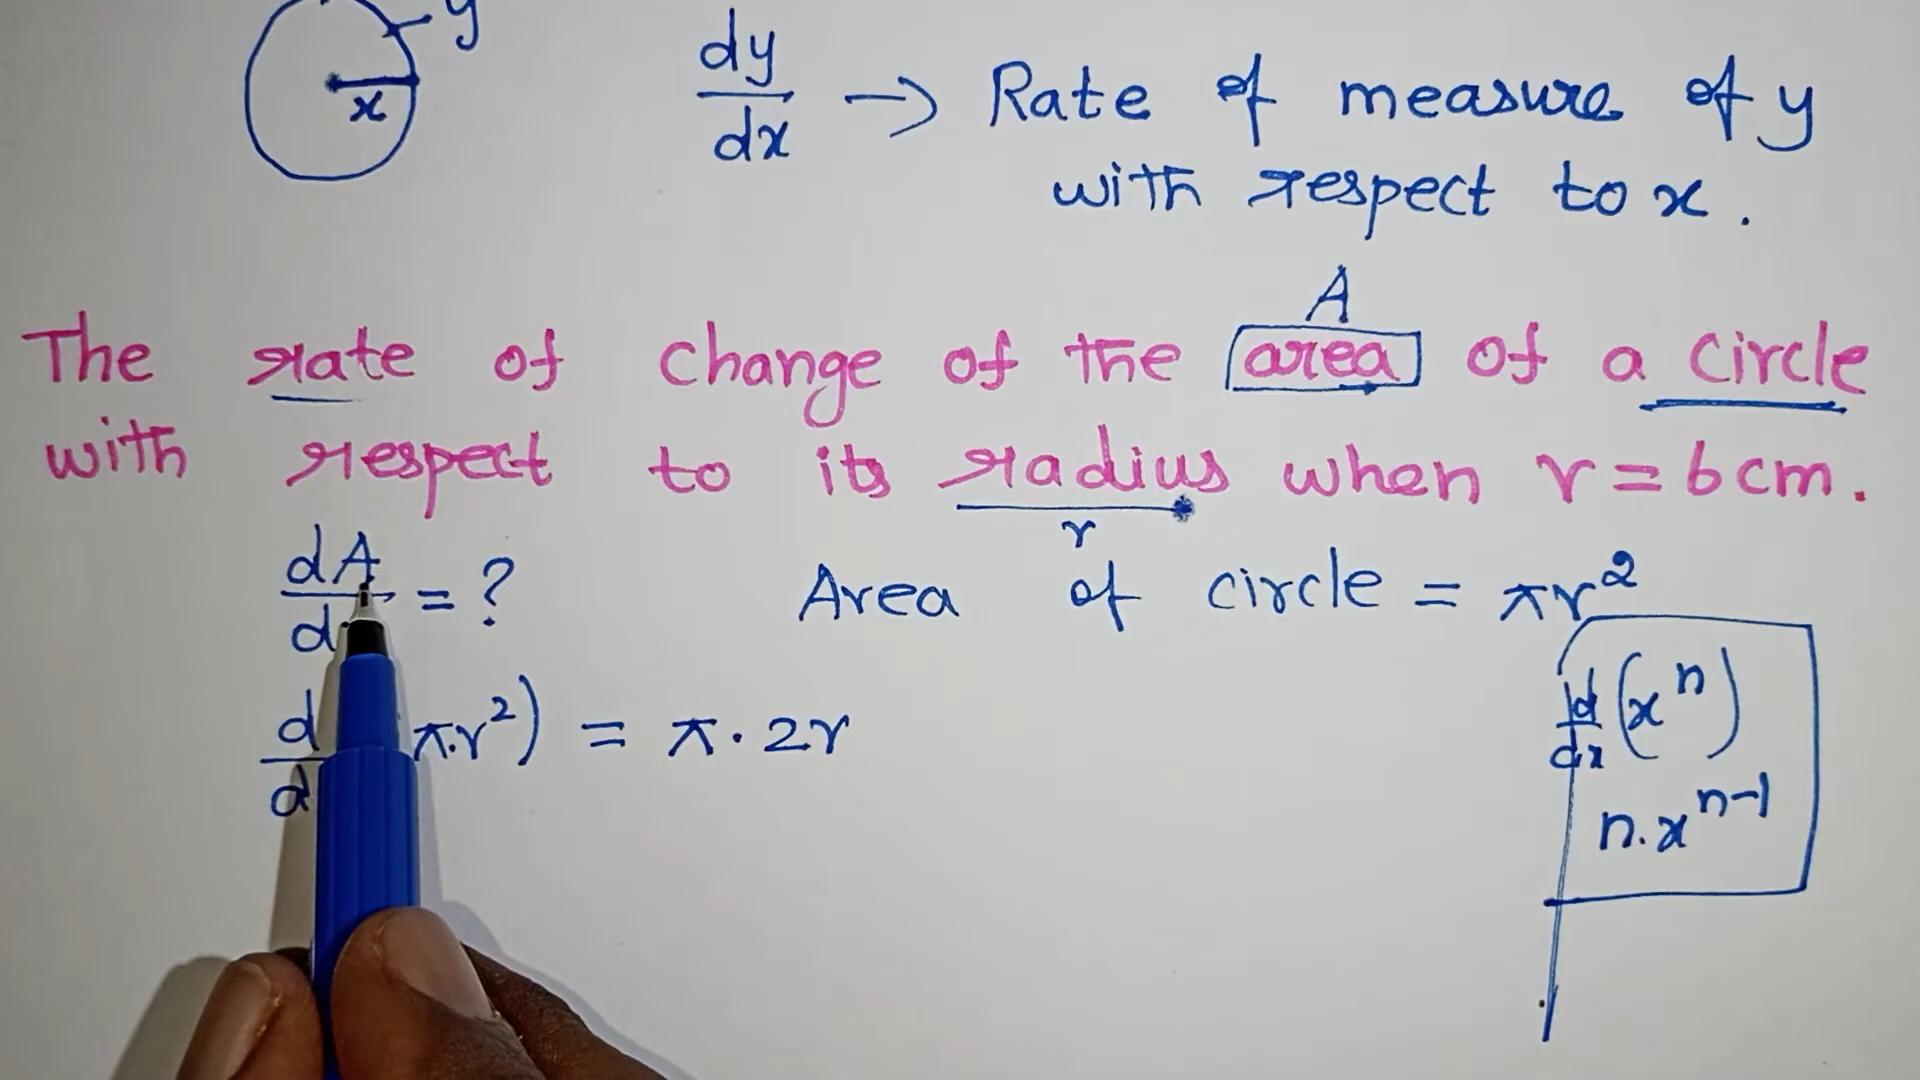 y
x
dy/dx → Rate of measure of y
with respect to x.
A
The rate of change of the area of a circle
with respect to its radius when r = 6cm.
r
dA/d = ?
Area of circle = πr²
d/d π.r²) = π · 2r
d/dx (xⁿ)
n.xⁿ⁻¹